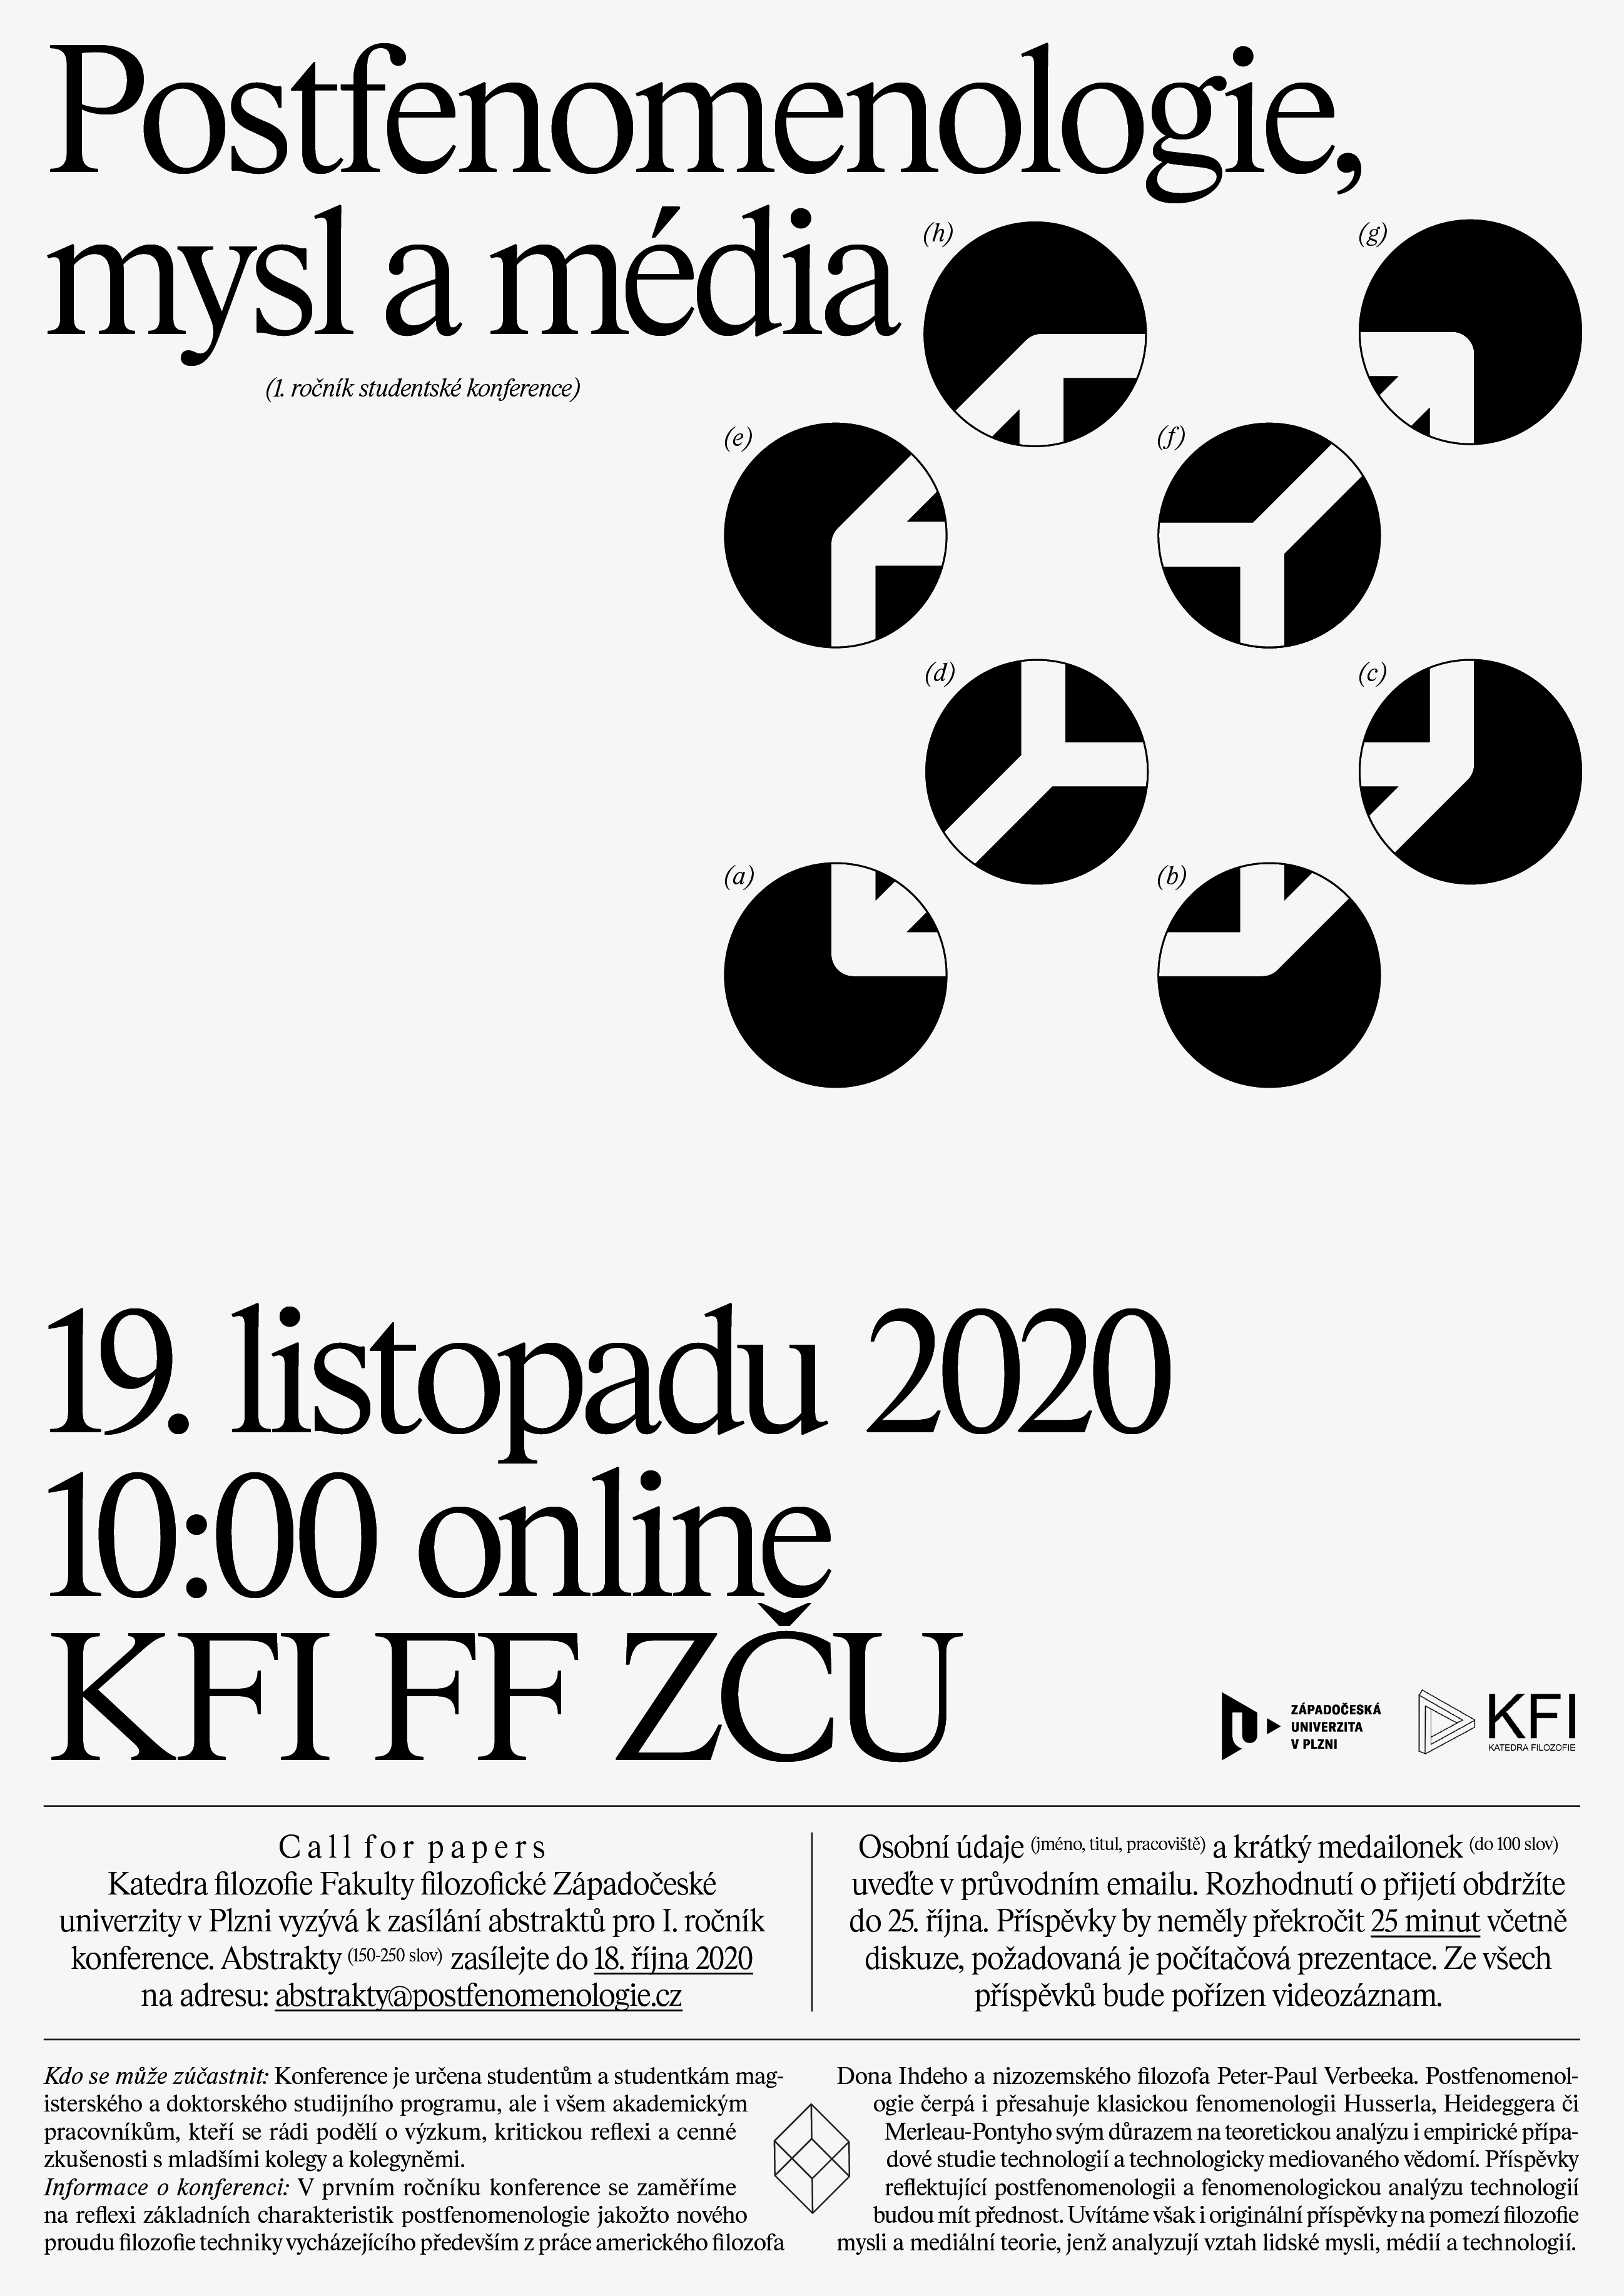 Postfenomenologie,
mysl a média
(1. ročník studentské konference)
(h)
(g)
(e)
(f)
(d)
(c)
(a)
(b)
19. listopadu 2020
10:00 online
KFI FF ZČU
ZÁPADOČESKÁ
UNIVERZITA
V PLZNI
KFI
KATEDRA FILOZOFIE
Call for papers
Katedra filozofie Fakulty filozofické Západočeské
univerzity v Plzni vyzývá k zasílání abstraktů pro I. ročník
konference. Abstrakty (150-250 slov) zasílejte do 18. října 2020
na adresu: abstrakty@postfenomenologie.cz
Osobní údaje (jméno, titul, pracoviště) a krátký medailonek (do 100 slov)
uveďte v průvodním emailu. Rozhodnutí o přijetí obdržíte
do 25. října. Příspěvky by neměly překročit 25 minut včetně
diskuze, požadovaná je počítačová prezentace. Ze všech
příspěvků bude pořízen videozáznam.
Kdo se může zúčastnit: Konference je určena studentům a studentkám mag-
isterského a doktorského studijního programu, ale i všem akademickým
pracovníkům, kteří se rádi podělí o výzkum, kritickou reflexi a cenné
zkušenosti s mladšími kolegy a kolegyněmi.
Informace o konferenci: V prvním ročníku konference se zaměříme
na reflexi základních charakteristik postfenomenologie jakožto nového
proudu filozofie techniky vycházejícího především z práce amerického filozofa
Dona Ihdeho a nizozemského filozofa Peter-Paul Verbeeka. Postfenomenol-
ogie čerpá i přesahuje klasickou fenomenologii Husserla, Heideggera či
Merleau-Pontyho svým důrazem na teoretickou analýzu i empirické přípa-
dové studie technologií a technologicky mediovaného vědomí. Příspěvky
reflektující postfenomenologii a fenomenologickou analýzu technologií
budou mít přednost. Uvítáme však i originální příspěvky na pomezí filozofie
mysli a mediální teorie, jenž analyzují vztah lidské mysli, médií a technologií.